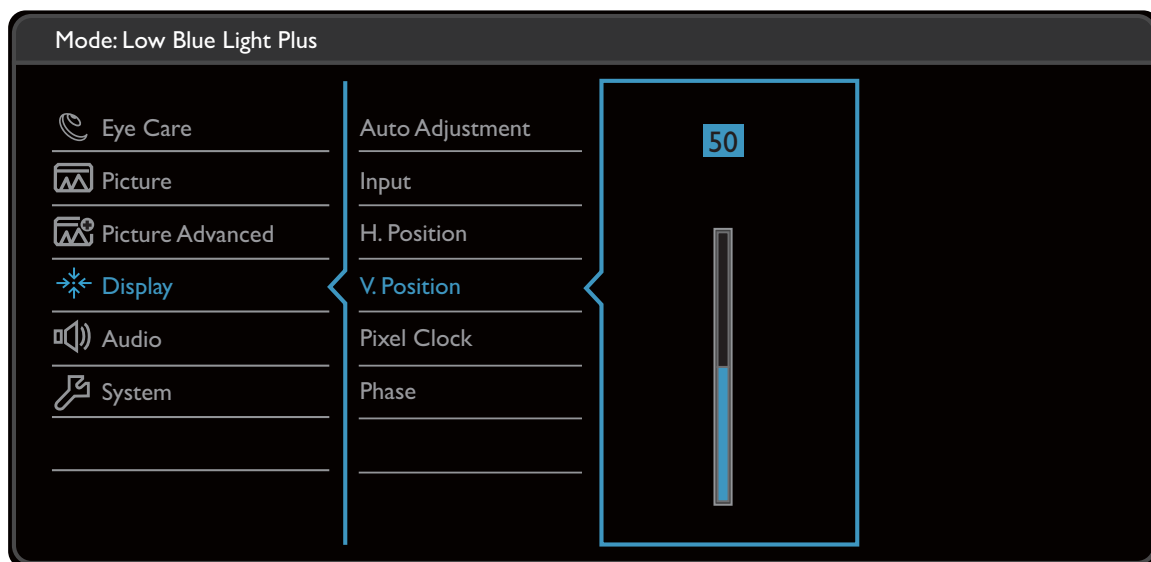 Mode: Low Blue Light Plus
Eye Care
Picture
Picture Advanced
Display
Audio
System
Auto Adjustment
Input
H. Position
V. Position
Pixel Clock
Phase
50